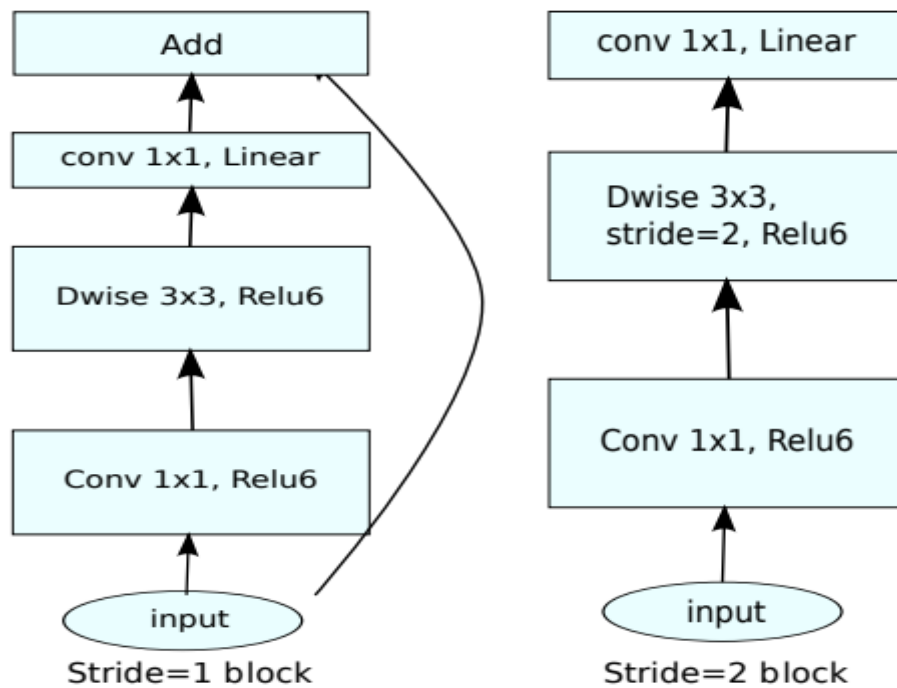 Add
conv 1x1, Linear
Dwise 3x3, Relu6
Conv 1x1, Relu6
input
Stride=1 block
conv 1x1, Linear
Dwise 3x3,
stride=2, Relu6
Conv 1x1, Relu6
input
Stride=2 block